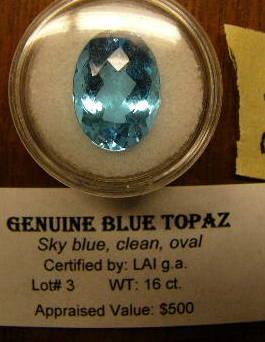 GENUINE BLUE TOPAZ
Sky blue, clean, oval
Certified by: LAI g.a.
Lot# 3 WT: 16 ct.
Appraised Value: $500